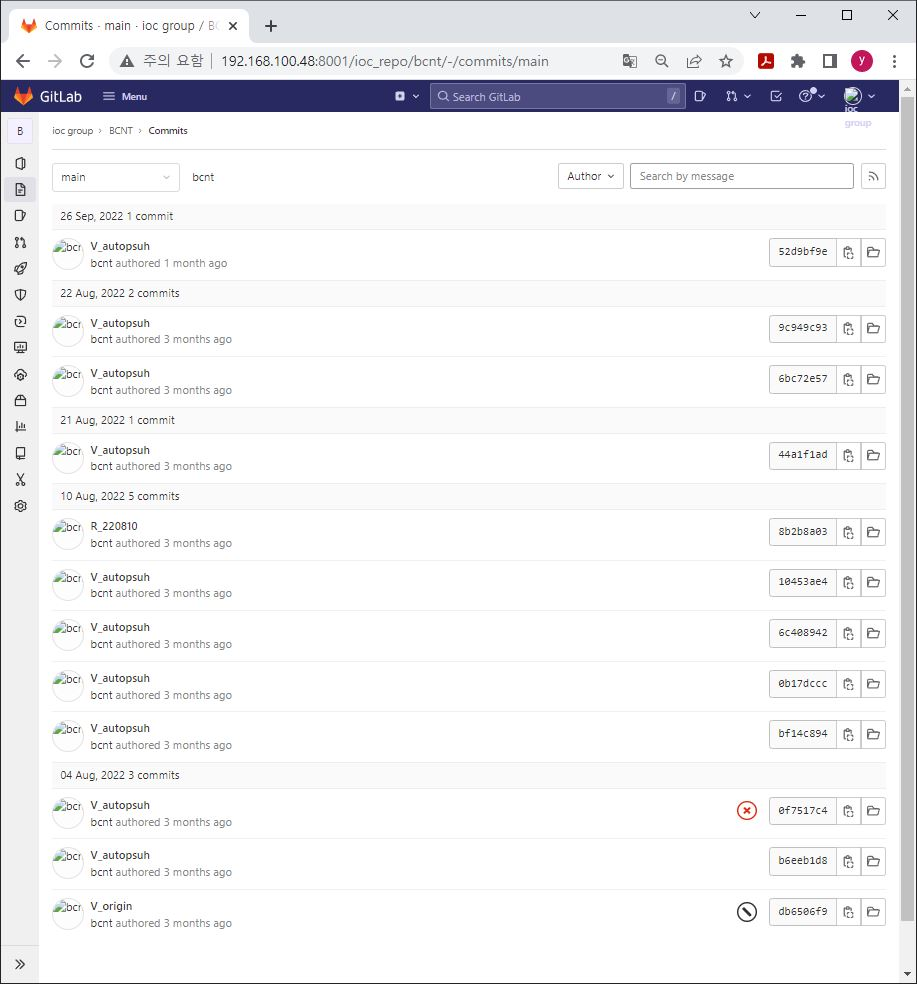 Commits · main · ioc group / BC
주의 요함 192.168.100.48:8001/ioc_repo/bcnt/-/commits/main
y
GitLab Menu Search GitLab /
ioc
group
B
ioc group > BCNT > Commits
main bcnt Author Search by message
26 Sep, 2022 1 commit
bcr V_autopsuh
bcnt authored 1 month ago 52d9bf9e
22 Aug, 2022 2 commits
bcr V_autopsuh
bcnt authored 3 months ago 9c949c93
bcr V_autopsuh
bcnt authored 3 months ago 6bc72e57
21 Aug, 2022 1 commit
bcr V_autopsuh
bcnt authored 3 months ago 44a1f1ad
10 Aug, 2022 5 commits
bcr R_220810
bcnt authored 3 months ago 8b2b8a03
bcr V_autopsuh
bcnt authored 3 months ago 10453ae4
bcr V_autopsuh
bcnt authored 3 months ago 6c408942
bcr V_autopsuh
bcnt authored 3 months ago 0b17dccc
bcr V_autopsuh
bcnt authored 3 months ago bf14c894
04 Aug, 2022 3 commits
bcr V_autopsuh
bcnt authored 3 months ago 0f7517c4
bcr V_autopsuh
bcnt authored 3 months ago b6eeb1d8
bcr V_origin
bcnt authored 3 months ago db6506f9